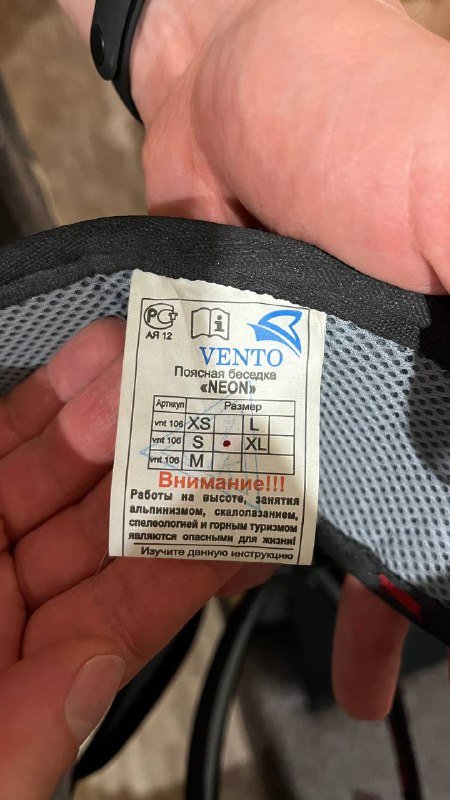 РСТ
АЯ 12
VENTO
Поясная беседка
«NEON»
Артикул Размер
vnt 106 XS L
vnt 106 S XL
vnt 106 M
Внимание!!!
Работы на высоте, занятия
альпинизмом, скалолазанием,
спелеологией и горным туризмом
являются опасными для жизни!
Изучите данную инструкцию